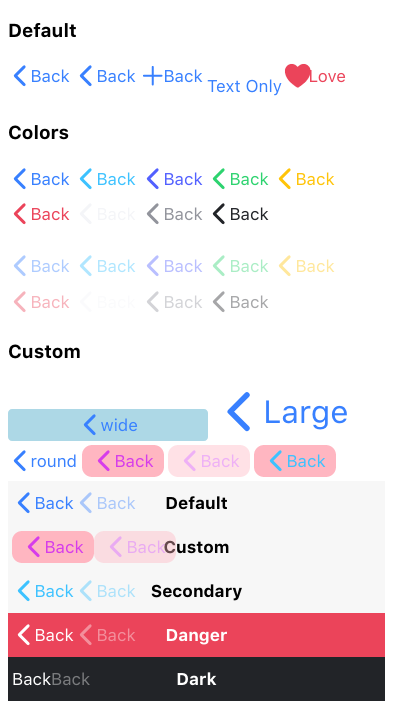 Default
Back Back Back Text Only Love
Colors
Back Back Back Back Back
Back Back Back Back
Back Back Back Back Back
Back Back Back Back
Custom
wide Large
round Back Back Back
Back Back Default
Back Back Custom
Back Back Secondary
Back Back Danger
BackBack Dark